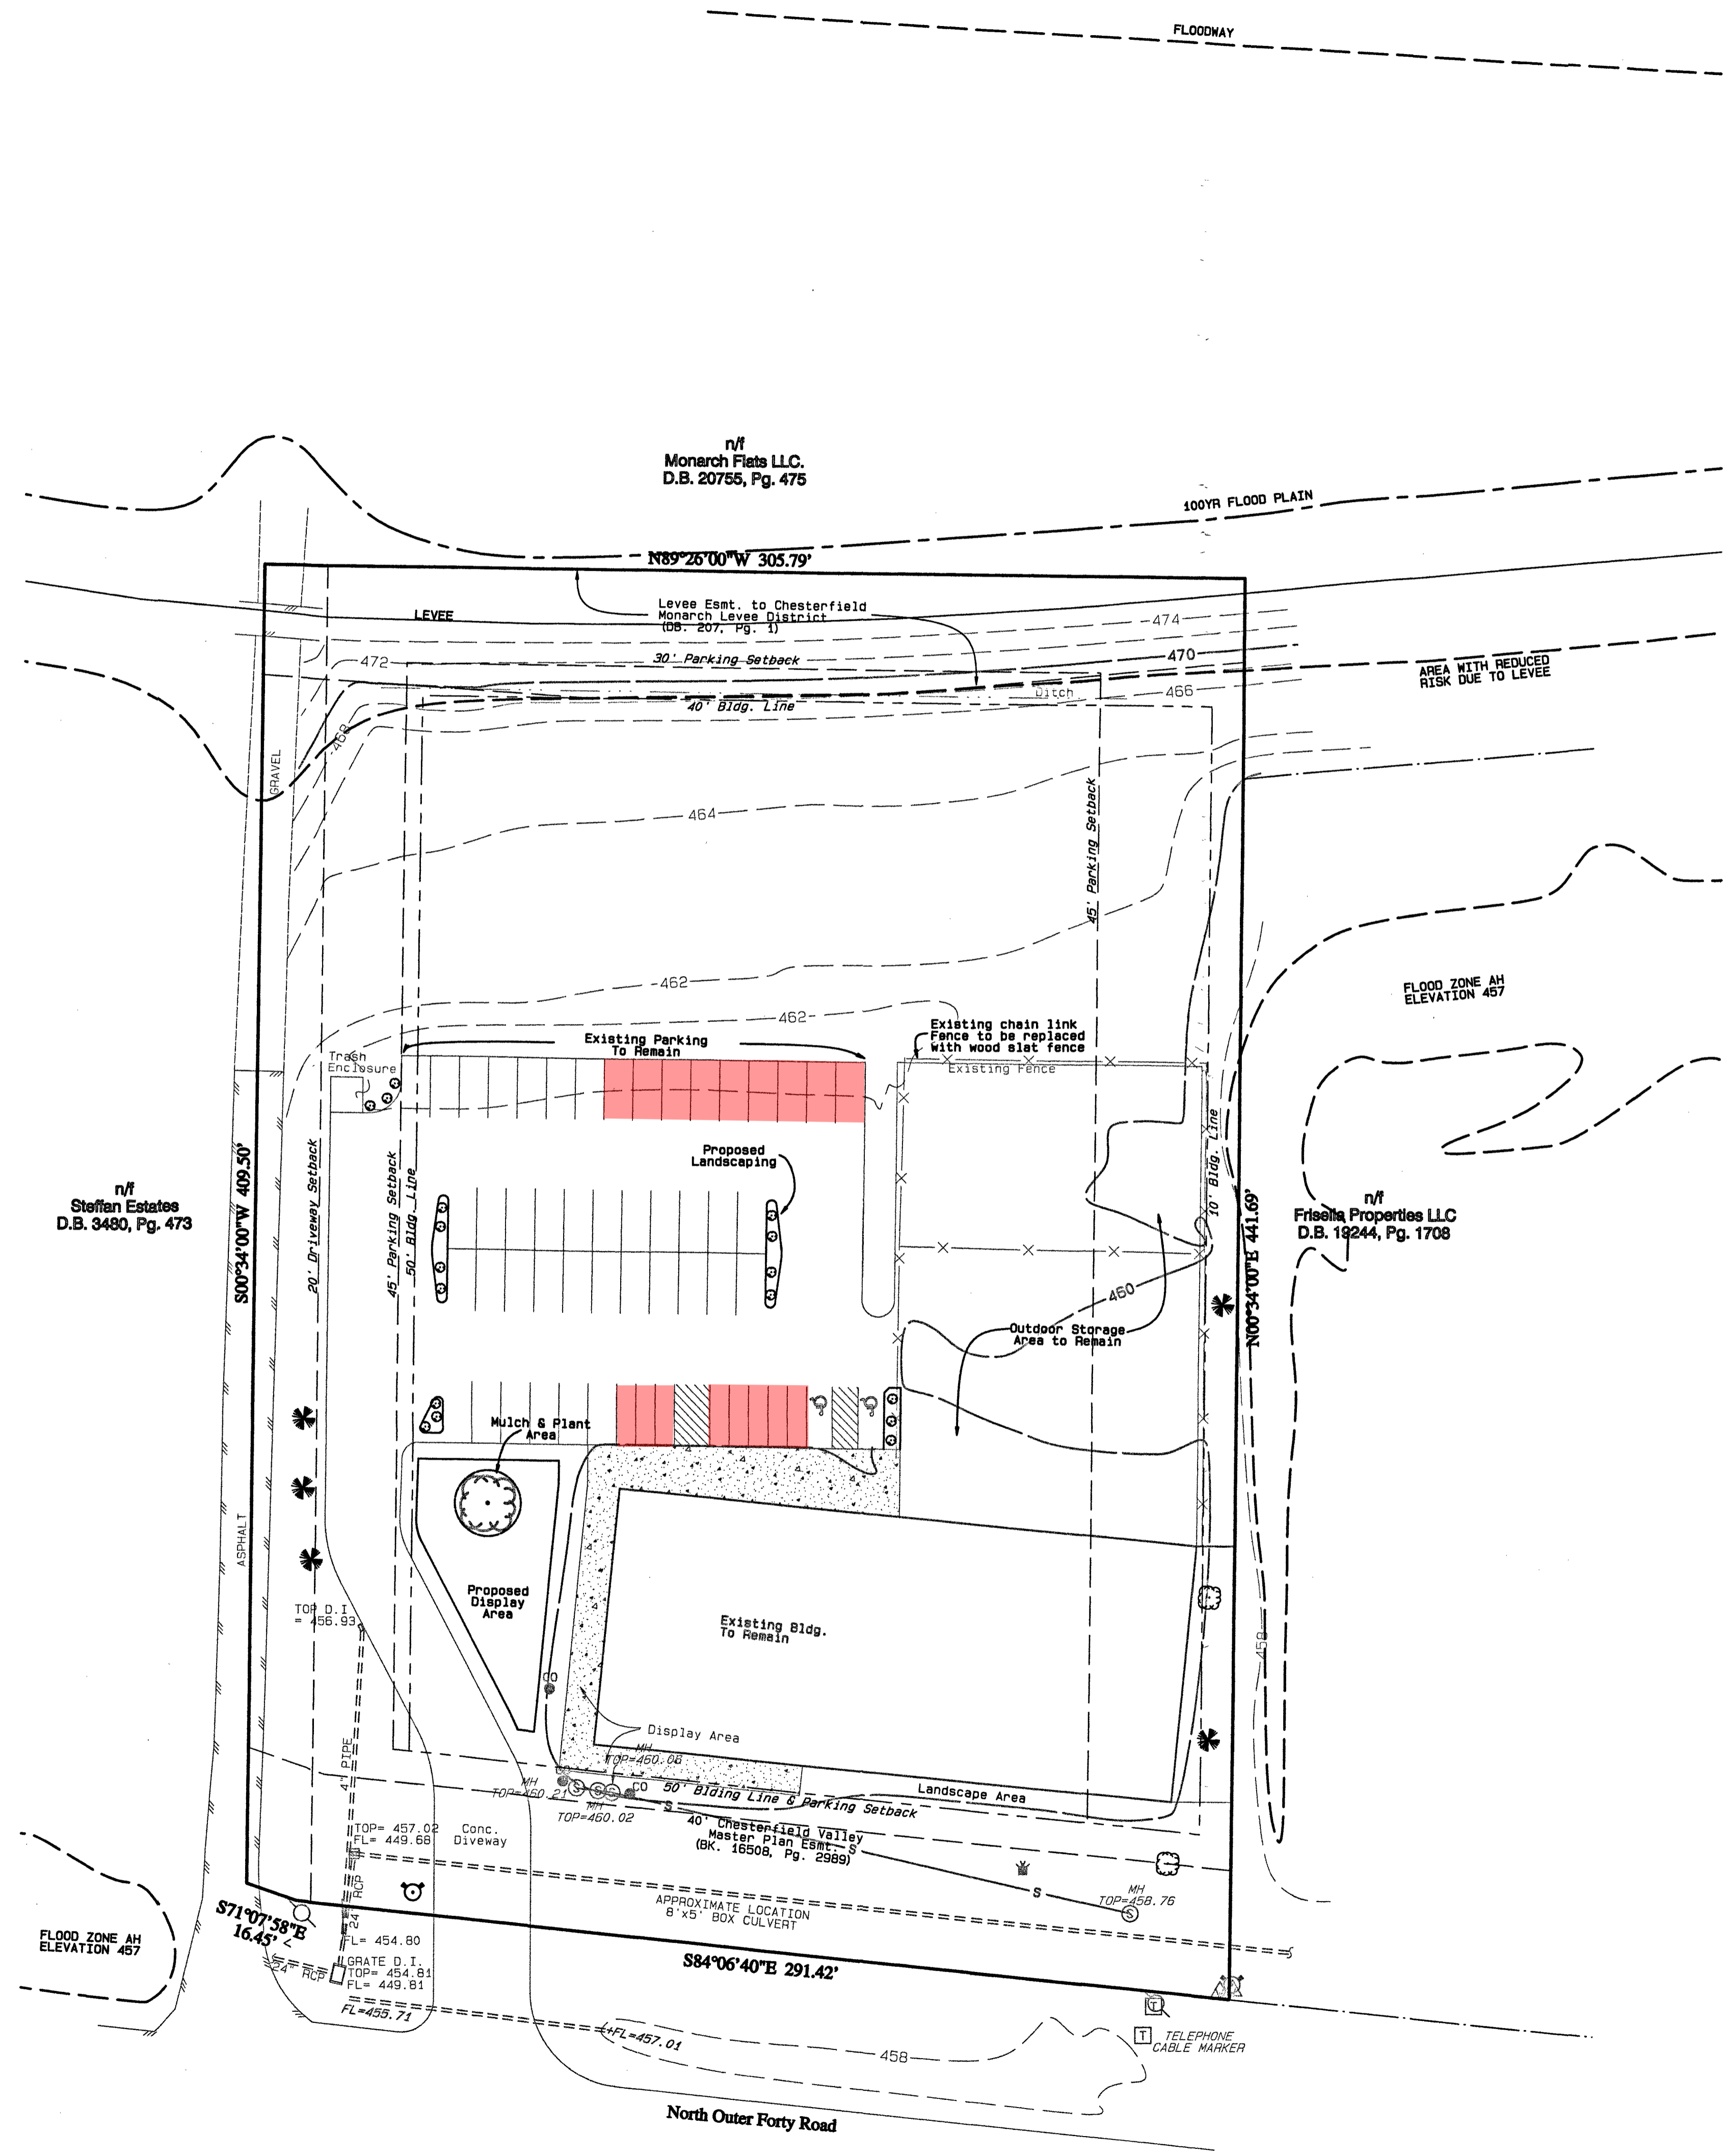 FLOODWAY
n/f
Monarch Flats LLC.
D.B. 20755, Pg. 475
100YR FLOOD PLAIN
N89°26'00"W 305.79'
LEVEE
Levee Esmt. to Chesterfield
Monarch Levee District
(DB. 207, Pg. 1)
474
472
30' Parking Setback
470
AREA WITH REDUCED
RISK DUE TO LEVEE
Ditch
466
40' Bldg. Line
468
GRAVEL
464
45' Parking Setback
462
FLOOD ZONE AH
ELEVATION 457
462
Existing Parking
To Remain
Existing chain link
Fence to be replaced
with wood slat fence
Trash
Enclosure
Existing Fence
10' Bldg. Line
Proposed
Landscaping
S00°34'00"W 409.50'
20' Driveway Setback
45' Parking Setback
50' Bldg. Line
n/f
Steffan Estates
D.B. 3480, Pg. 473
n/f
Frisella Properties LLC
D.B. 19244, Pg. 1708
N00°34'00"E 441.69'
460
Outdoor Storage
Area to Remain
Mulch & Plant
Area
ASPHALT
Proposed
Display
Area
TOP D.I.
= 456.93
Existing Bldg.
To Remain
458
CO
Display Area
MH
TOP=460.08
4" PIPE
CO
MH
TOP=460.21
S
S
S
CO
MH
TOP=460.02
50' Blding Line & Parking Setback
Landscape Area
S
40' Chesterfield Valley
Master Plan Esmt.
(BK. 16508, Pg. 2989)
S
TOP= 457.02
FL= 449.68
Conc.
Diveway
24" RCP
S
MH
TOP=458.76
S
APPROXIMATE LOCATION
8'x5' BOX CULVERT
S71°07'58"E
16.45'
FL= 454.80
FLOOD ZONE AH
ELEVATION 457
24" RCP
GRATE D.I.
TOP= 454.81
FL= 449.81
S84°06'40"E 291.42'
FL=455.71
FL=457.01
458
T
T
TELEPHONE
CABLE MARKER
North Outer Forty Road